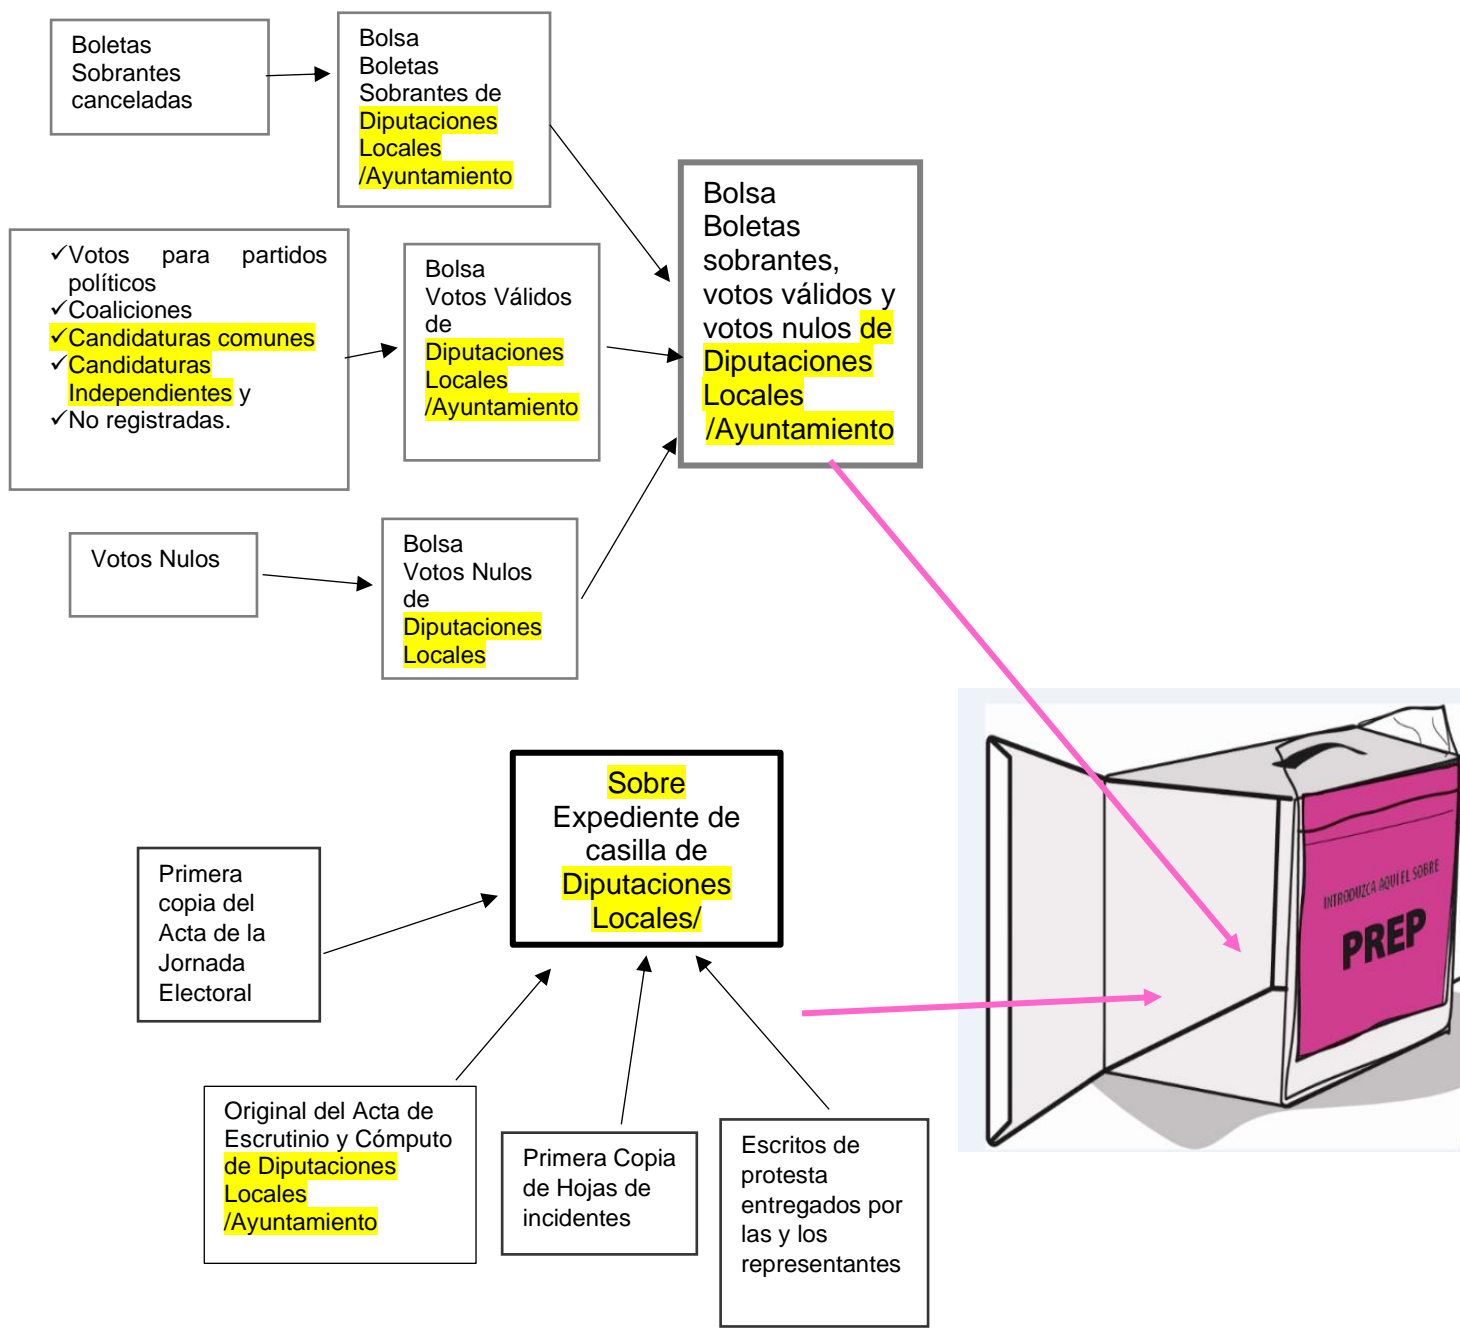 Boletas
Sobrantes
canceladas
Bolsa
Boletas
Sobrantes de
Diputaciones
Locales
/Ayuntamiento
✓Votos para partidos
políticos
✓Coaliciones
✓Candidaturas comunes
✓Candidaturas
Independientes y
✓No registradas.
Bolsa
Votos Válidos
de
Diputaciones
Locales
/Ayuntamiento
Bolsa
Boletas
sobrantes,
votos válidos y
votos nulos de
Diputaciones
Locales
/Ayuntamiento
Votos Nulos
Bolsa
Votos Nulos
de
Diputaciones
Locales
Sobre
Expediente de
casilla de
Diputaciones
Locales/
Primera
copia del
Acta de la
Jornada
Electoral
Original del Acta de
Escrutinio y Cómputo
de Diputaciones
Locales
/Ayuntamiento
Primera Copia
de Hojas de
incidentes
Escritos de
protesta
entregados por
las y los
representantes
INTRODUZCA AQUÍ EL SOBRE
PREP